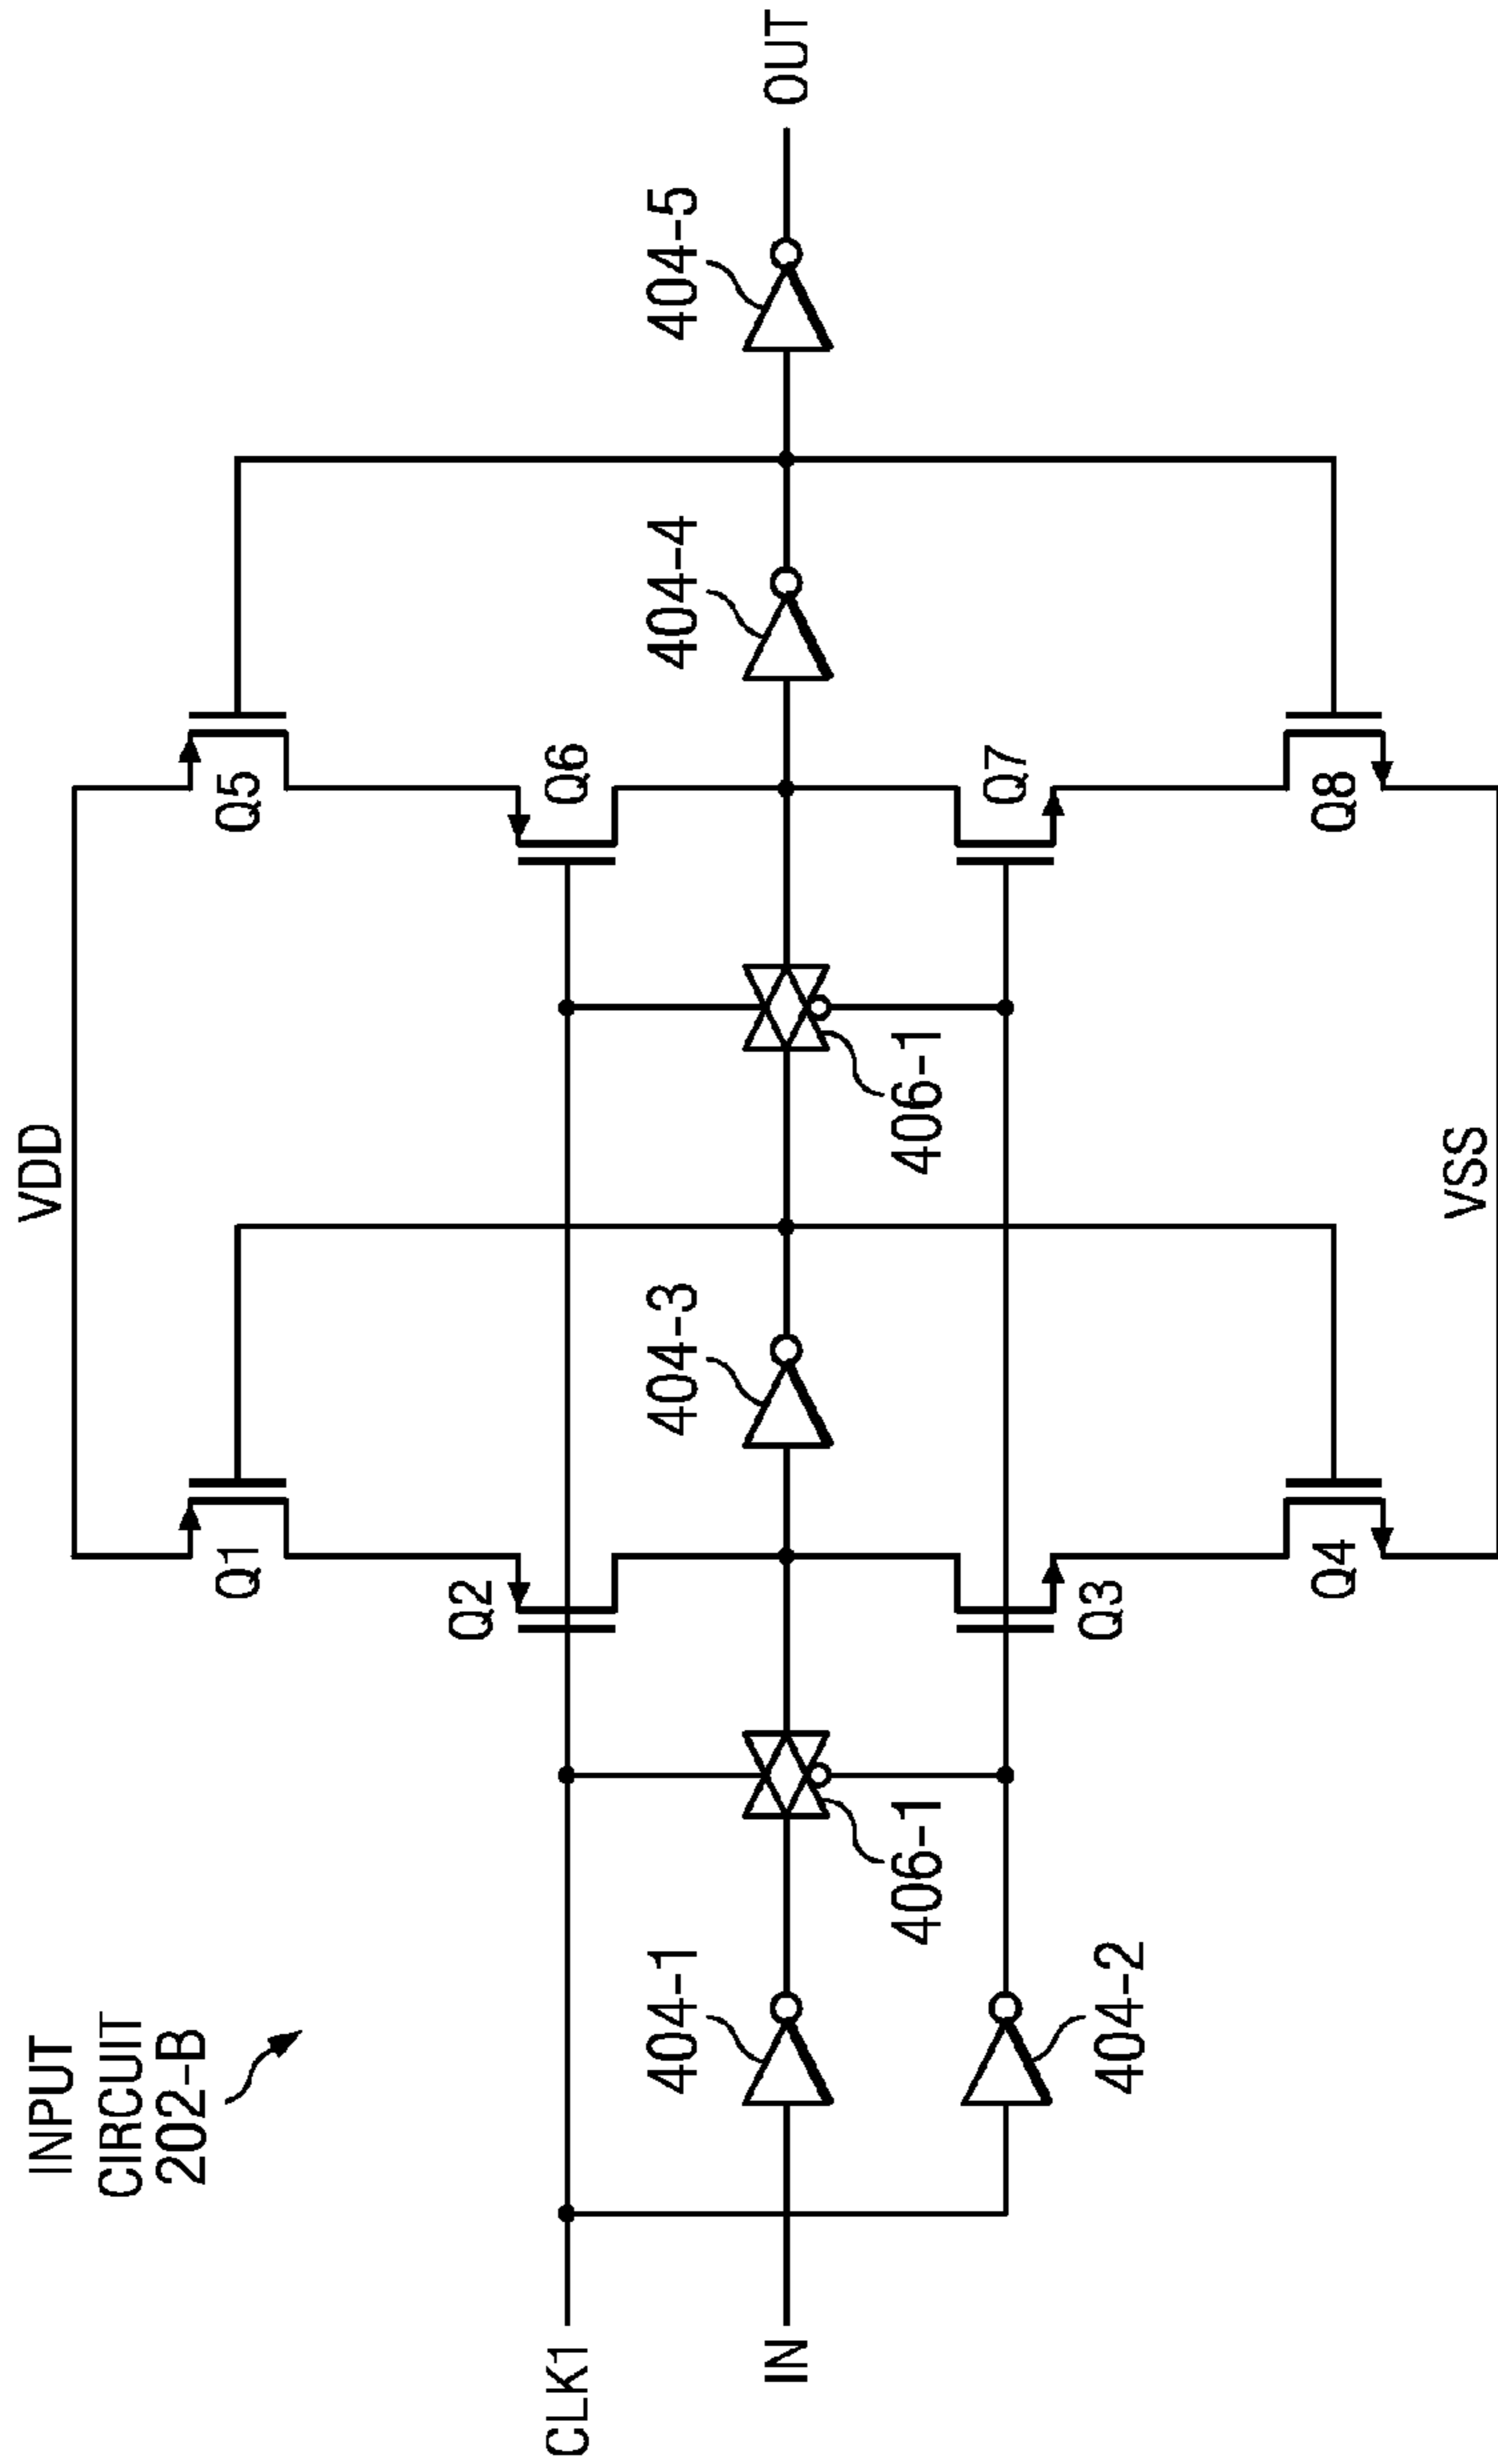 INPUT
CIRCUIT
202-B
VDD
Q1
Q5
Q2
Q6
CLK1
404-1
404-3
404-4
404-5
IN
OUT
406-1
406-1
Q3
Q7
404-2
Q4
Q8
VSS